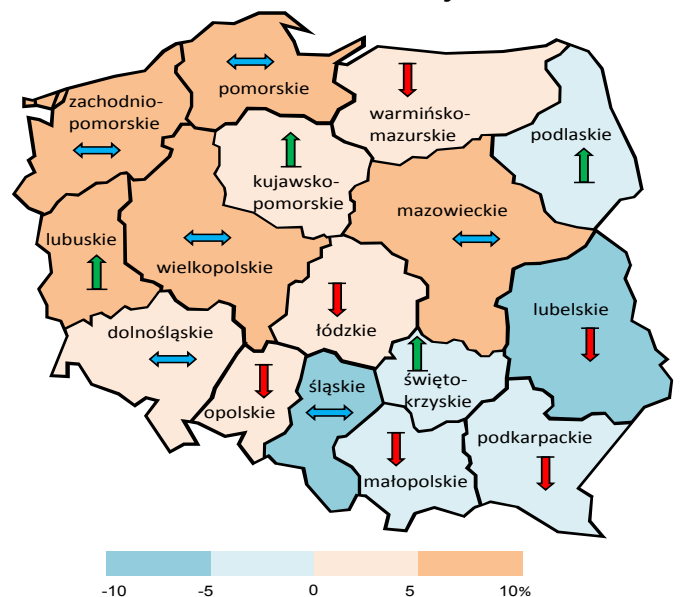 pomorskie
zachodnio-
pomorskie
warmińsko-
mazurskie
podlaskie
kujawsko-
pomorskie
mazowieckie
lubuskie
wielkopolskie
lubelskie
dolnośląskie
łódzkie
śląskie
święto-
krzyskie
opolskie
podkarpackie
małopolskie
-10 -5 0 5 10%